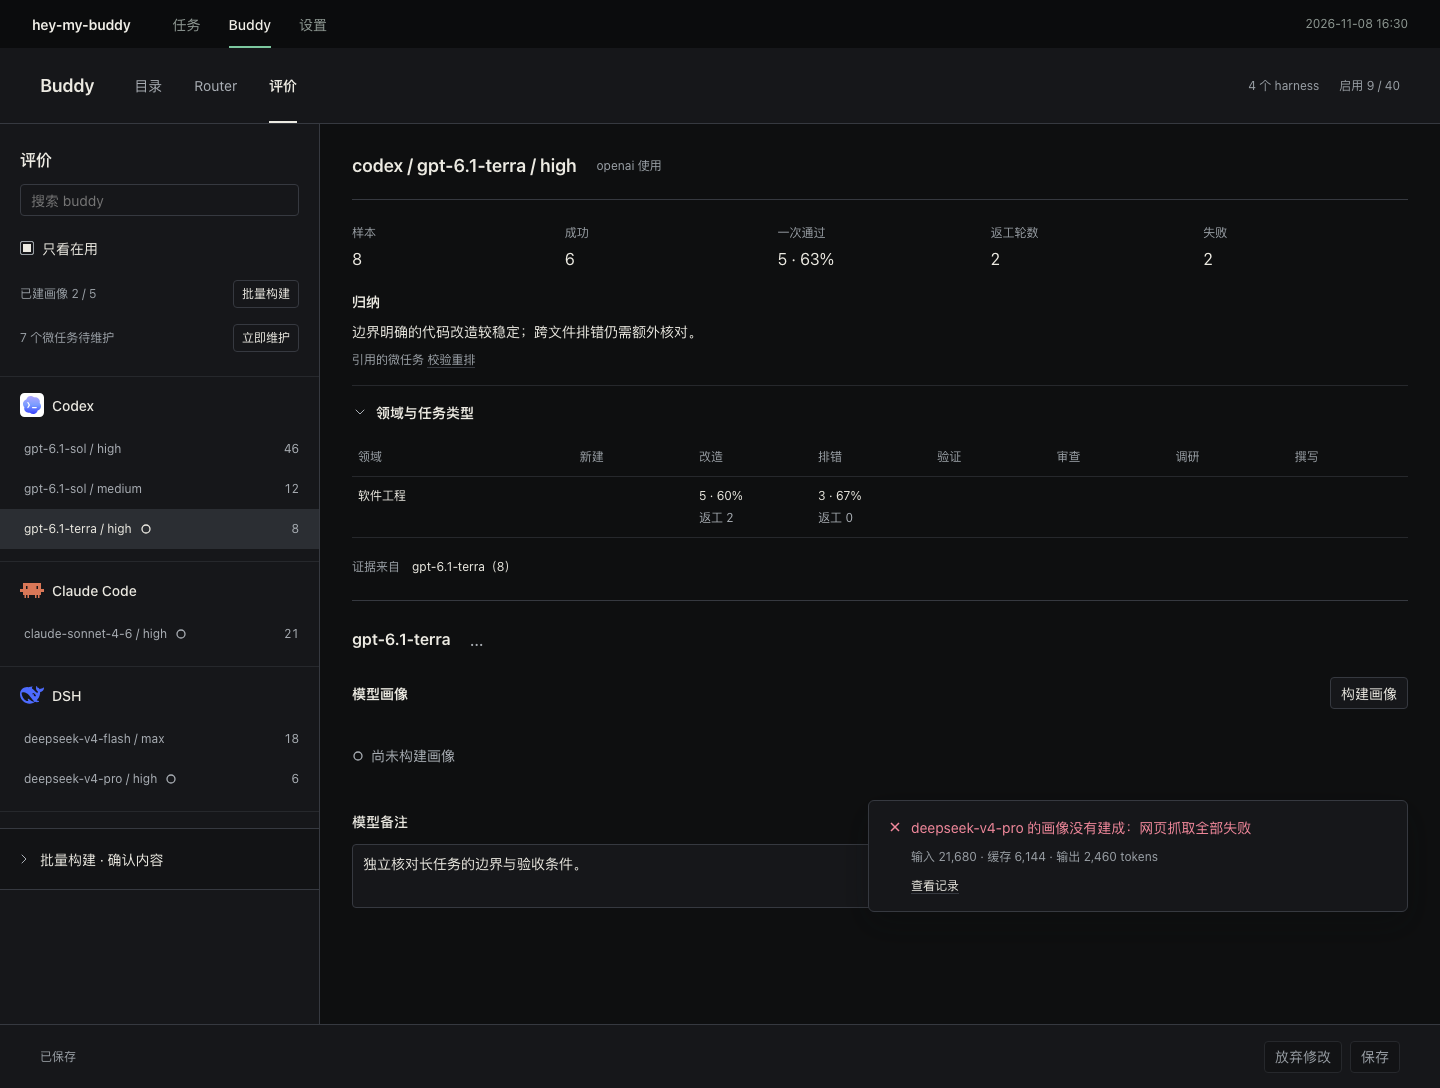 hey-my-buddy 任务 Buddy 设置 2026-11-08 16:30
Buddy 目录 Router 评价 4 个 harness 启用 9 / 40
评价
搜索 buddy
只看在用
已建画像 2 / 5 批量构建
7 个微任务待维护 立即维护
Codex
gpt-6.1-sol / high 46
gpt-6.1-sol / medium 12
gpt-6.1-terra / high 8
Claude Code
claude-sonnet-4-6 / high 21
DSH
deepseek-v4-flash / max 18
deepseek-v4-pro / high 6
批量构建 · 确认内容
codex / gpt-6.1-terra / high openai 使用
样本 成功 一次通过 返工轮数 失败
8 6 5 · 63% 2 2
归纳
边界明确的代码改造较稳定；跨文件排错仍需额外核对。
引用的微任务 校验重排
领域与任务类型
领域 新建 改造 排错 验证 审查 调研 撰写
软件工程 5 · 60% 3 · 67%
返工 2 返工 0
证据来自 gpt-6.1-terra（8）
gpt-6.1-terra ...
模型画像 构建画像
尚未构建画像
模型备注
独立核对长任务的边界与验收条件。
deepseek-v4-pro 的画像没有建成：网页抓取全部失败
输入 21,680 · 缓存 6,144 · 输出 2,460 tokens
查看记录
已保存 放弃修改 保存